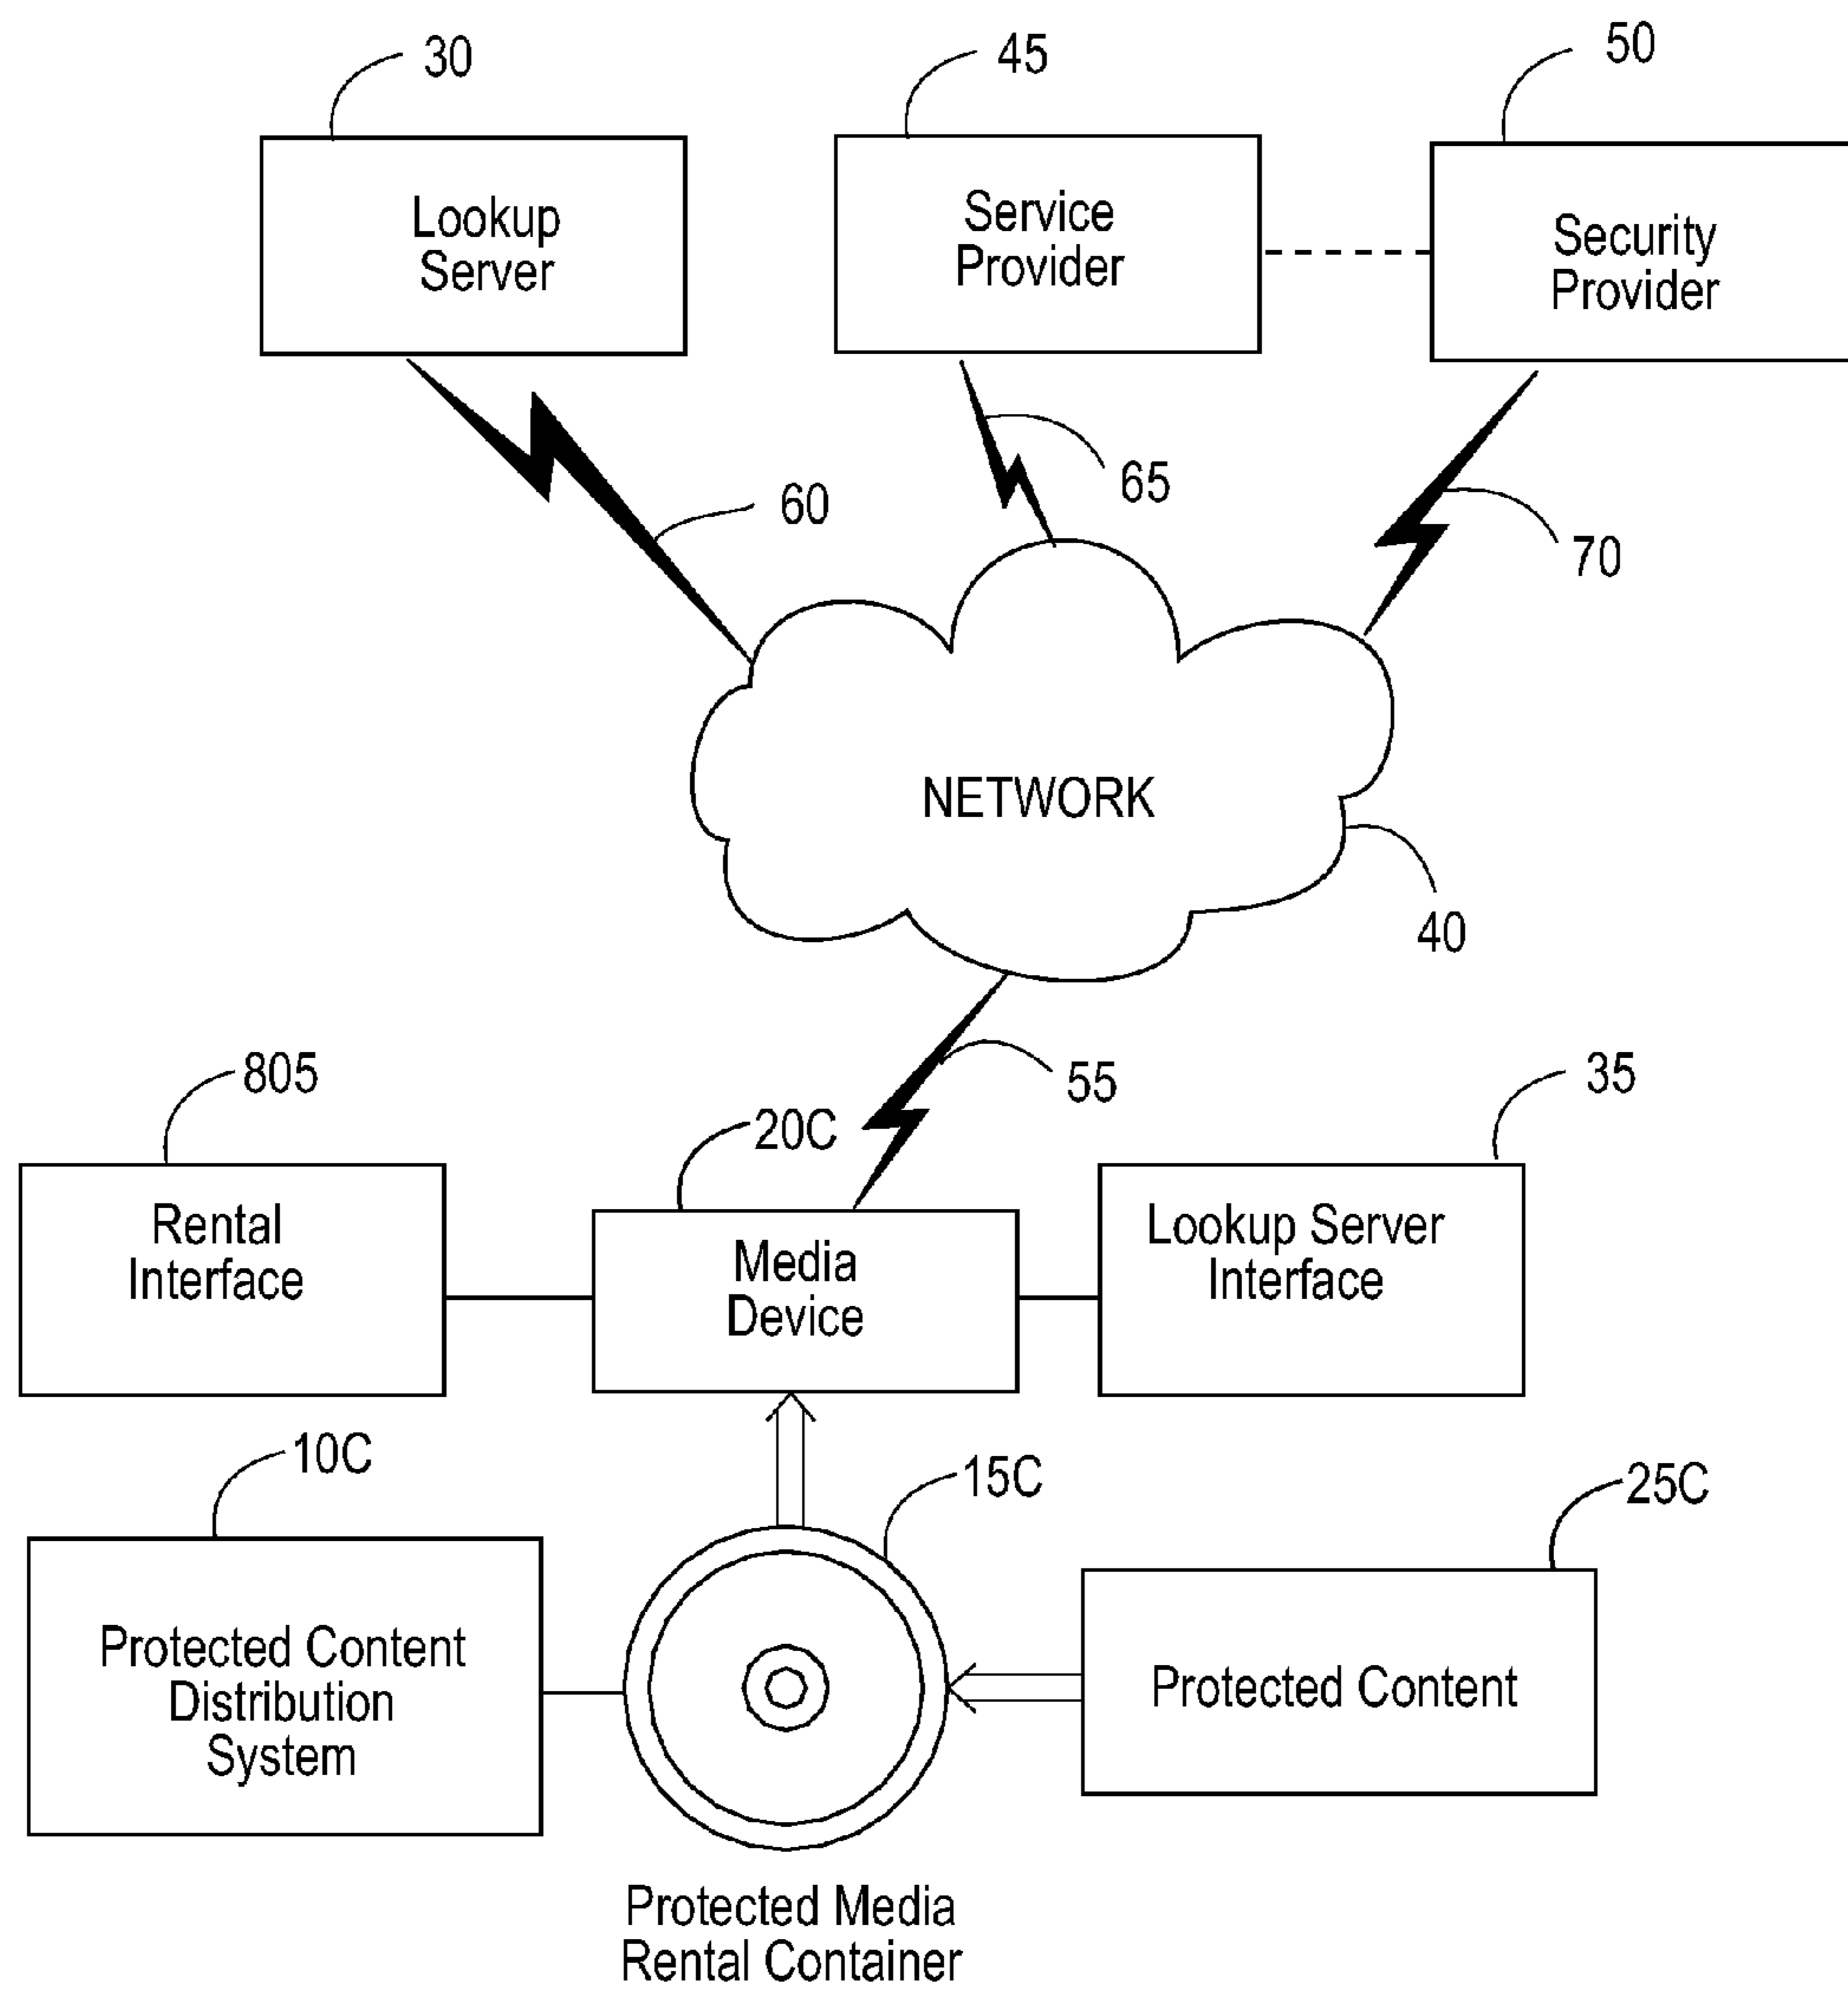 30
45
50
Lookup
Server
Service
Provider
Security
Provider
65
60
70
NETWORK
40
805
55
35
20C
Rental
Interface
Media
Device
Lookup Server
Interface
10C
15C
25C
Protected Content
Distribution
System
Protected Content
Protected Media
Rental Container